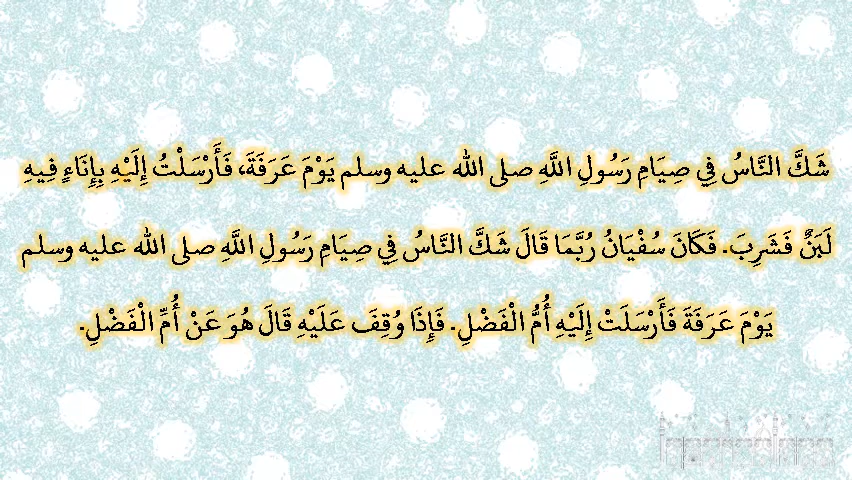 شَكَّ النَّاسُ فِي صِيَامِ رَسُولِ اللَّهِ صلى الله عليه وسلم يَوْمَ عَرَفَةَ، فَأَرْسَلْتُ إِلَيْهِ بِإِنَاءٍ فِيهِ
لَبَنٌ فَشَرِبَ. فَكَانَ سُفْيَانُ رُبَّمَا قَالَ شَكَّ النَّاسُ فِي صِيَامِ رَسُولِ اللَّهِ صلى الله عليه وسلم
يَوْمَ عَرَفَةَ فَأَرْسَلَتْ إِلَيْهِ أُمُّ الْفَضْلِ. فَإِذَا وُقِفَ عَلَيْهِ قَالَ هُوَ عَنْ أُمِّ الْفَضْلِ.